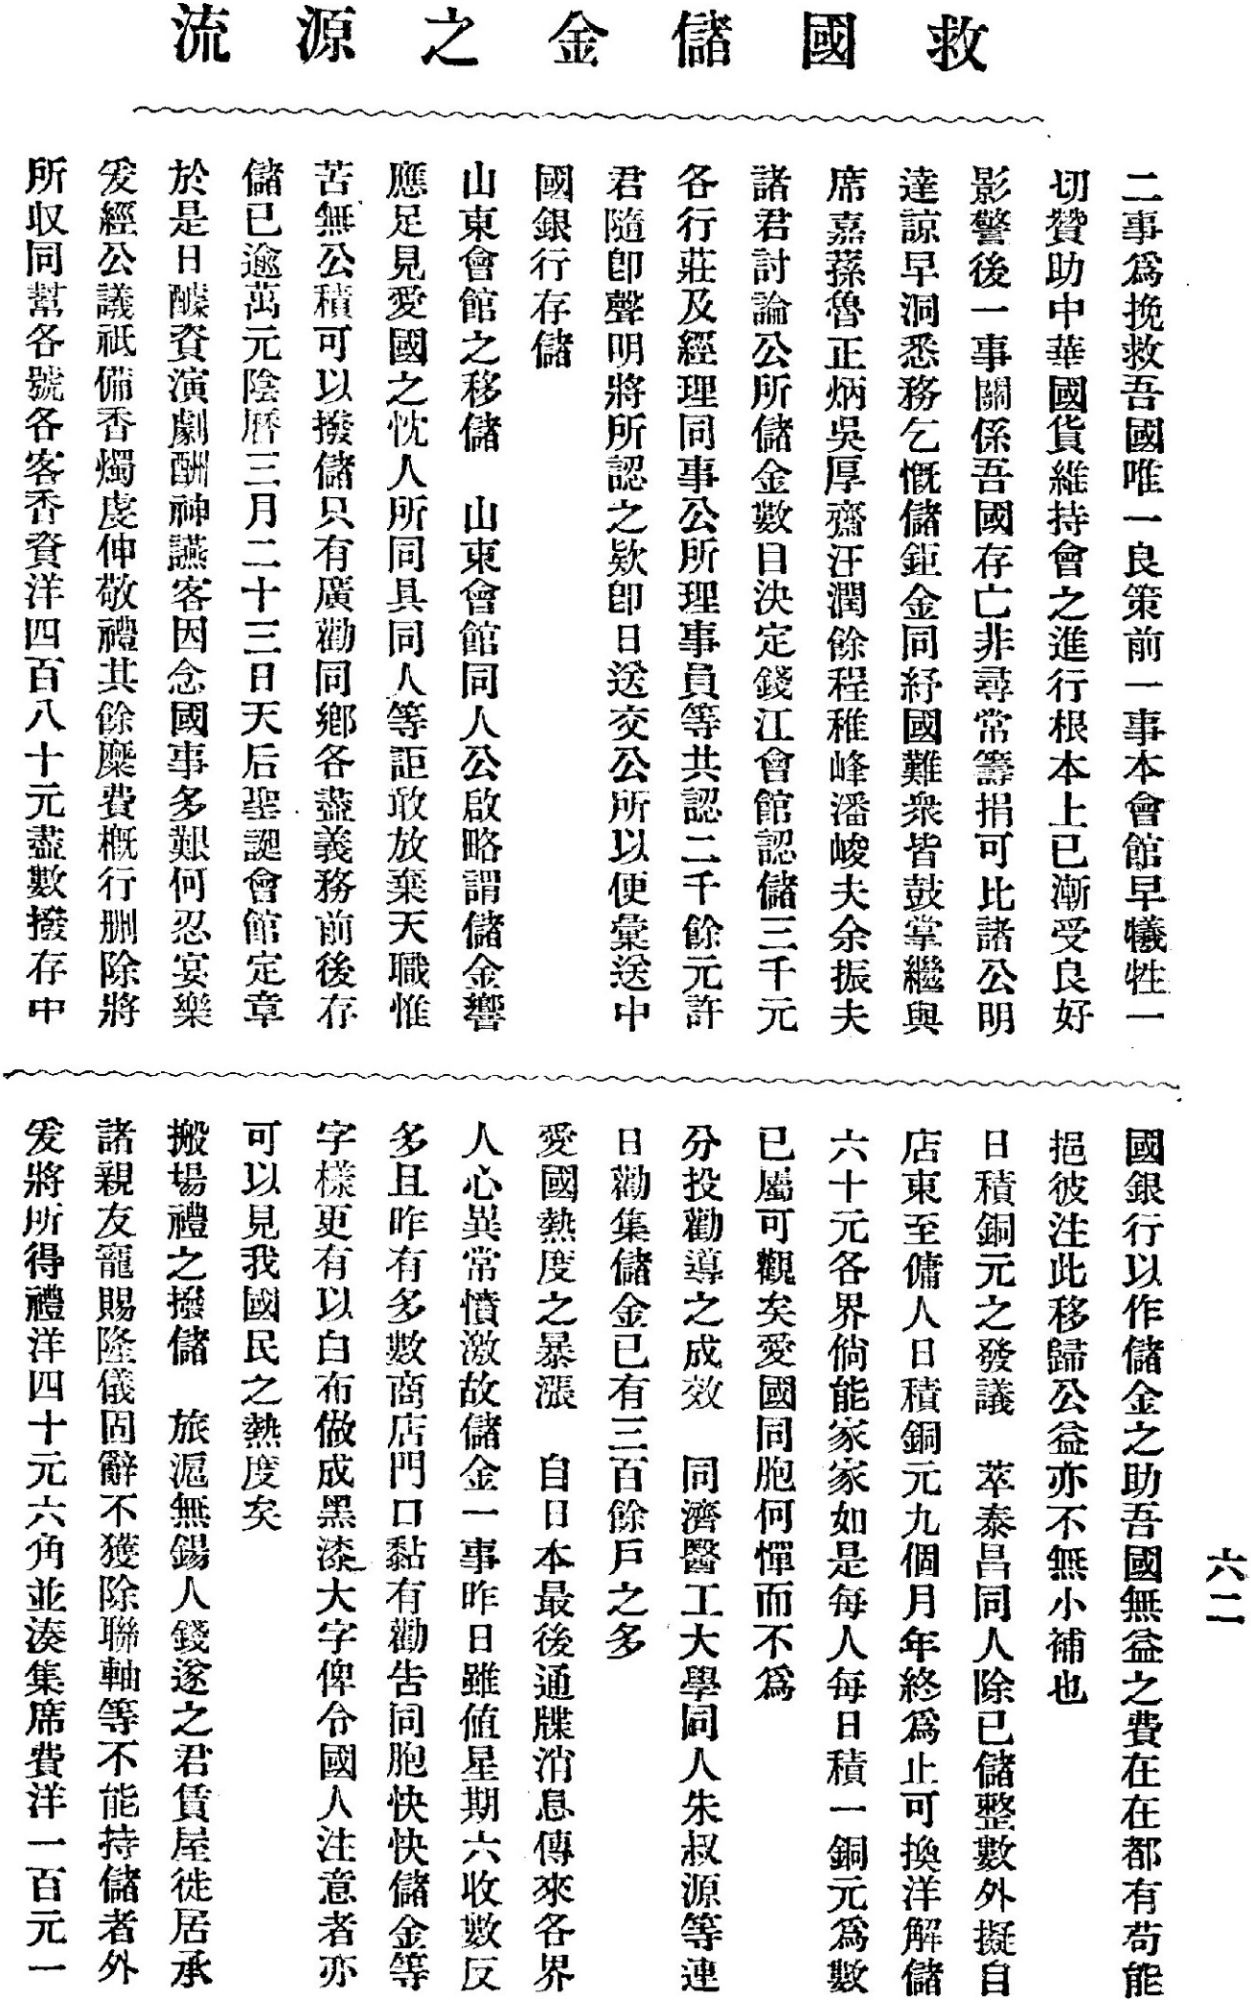 救國儲金之源流
二事爲挽救吾國唯一良策前一事本會館早犧牲一
切贊助中華國貨維持會之進行根本上已漸受良好
影警後一事關係吾國存亡非尋常籌捐可比諸公明
達諒早洞悉務乞慨儲鉅金同紓國難衆皆鼓掌繼與
席嘉蓀魯正炳吳厚齋汪潤餘程稚峰潘峻夫余振夫
諸君討論公所儲金數目決定錢江會館認儲三千元
各行莊及經理同事公所理事員等共認二千餘元許
君隨卽聲明將所認之欵卽日送交公所以便彙送中
國銀行存儲
山東會館之移儲　山東會館同人公啟略謂儲金響
應足見愛國之忱人所同具同人等詎敢放棄天職惟
苦無公積可以撥儲只有廣勸同鄉各盡義務前後存
儲已逾萬元陰曆三月二十三日天后聖誕會館定章
於是日醵資演劇酬神讌客因念國事多艱何忍宴樂
爰經公議祇備香燭虔伸敬禮其餘糜費槪行刪除將
所収同幫各號各客香資洋四百八十元盡數撥存中
國銀行以作儲金之助吾國無益之費在在都有苟能
挹彼注此移歸公益亦不無小補也
日積銅元之發議　萃泰昌同人除已儲整數外擬自
店東至傭人日積銅元九個月年終爲止可換洋解儲
六十元各界倘能家家如是每人每日積一銅元爲數
已屬可觀矣愛國同胞何憚而不爲
分投勸導之成效　同濟醫工大學同人朱叔源等連
日勸集儲金已有三百餘戶之多
愛國熱度之暴漲　自日本最後通牒消息傳來各界
人心異常憤激故儲金一事昨日雖値星期六收數反
多且昨有多數商店門口黏有勸告同胞快快儲金等
字樣更有以白布做成黑漆大字俾令國人注意者亦
可以見我國民之熱度矣
搬場禮之撥儲　旅滬無錫人錢遂之君賃屋徙居承
諸親友寵賜隆儀固辭不獲除聯軸等不能持儲者外
爰將所得禮洋四十元六角並湊集席費洋一百元一
六二